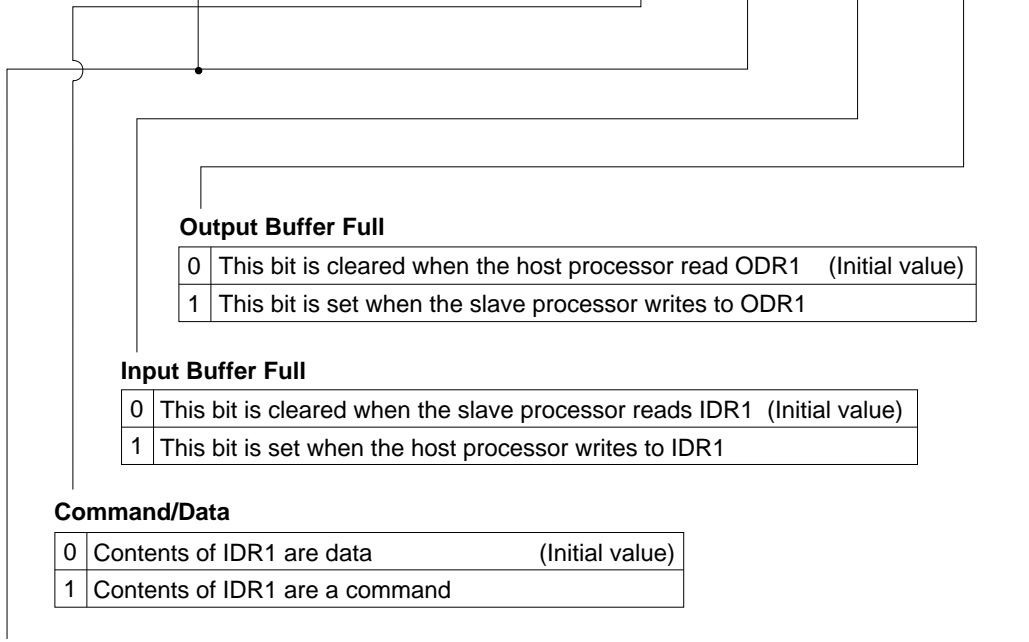 Output Buffer Full
0 This bit is cleared when the host processor read ODR1 (Initial value)
1 This bit is set when the slave processor writes to ODR1
Input Buffer Full
0 This bit is cleared when the slave processor reads IDR1 (Initial value)
1 This bit is set when the host processor writes to IDR1
Command/Data
0 Contents of IDR1 are data (Initial value)
1 Contents of IDR1 are a command